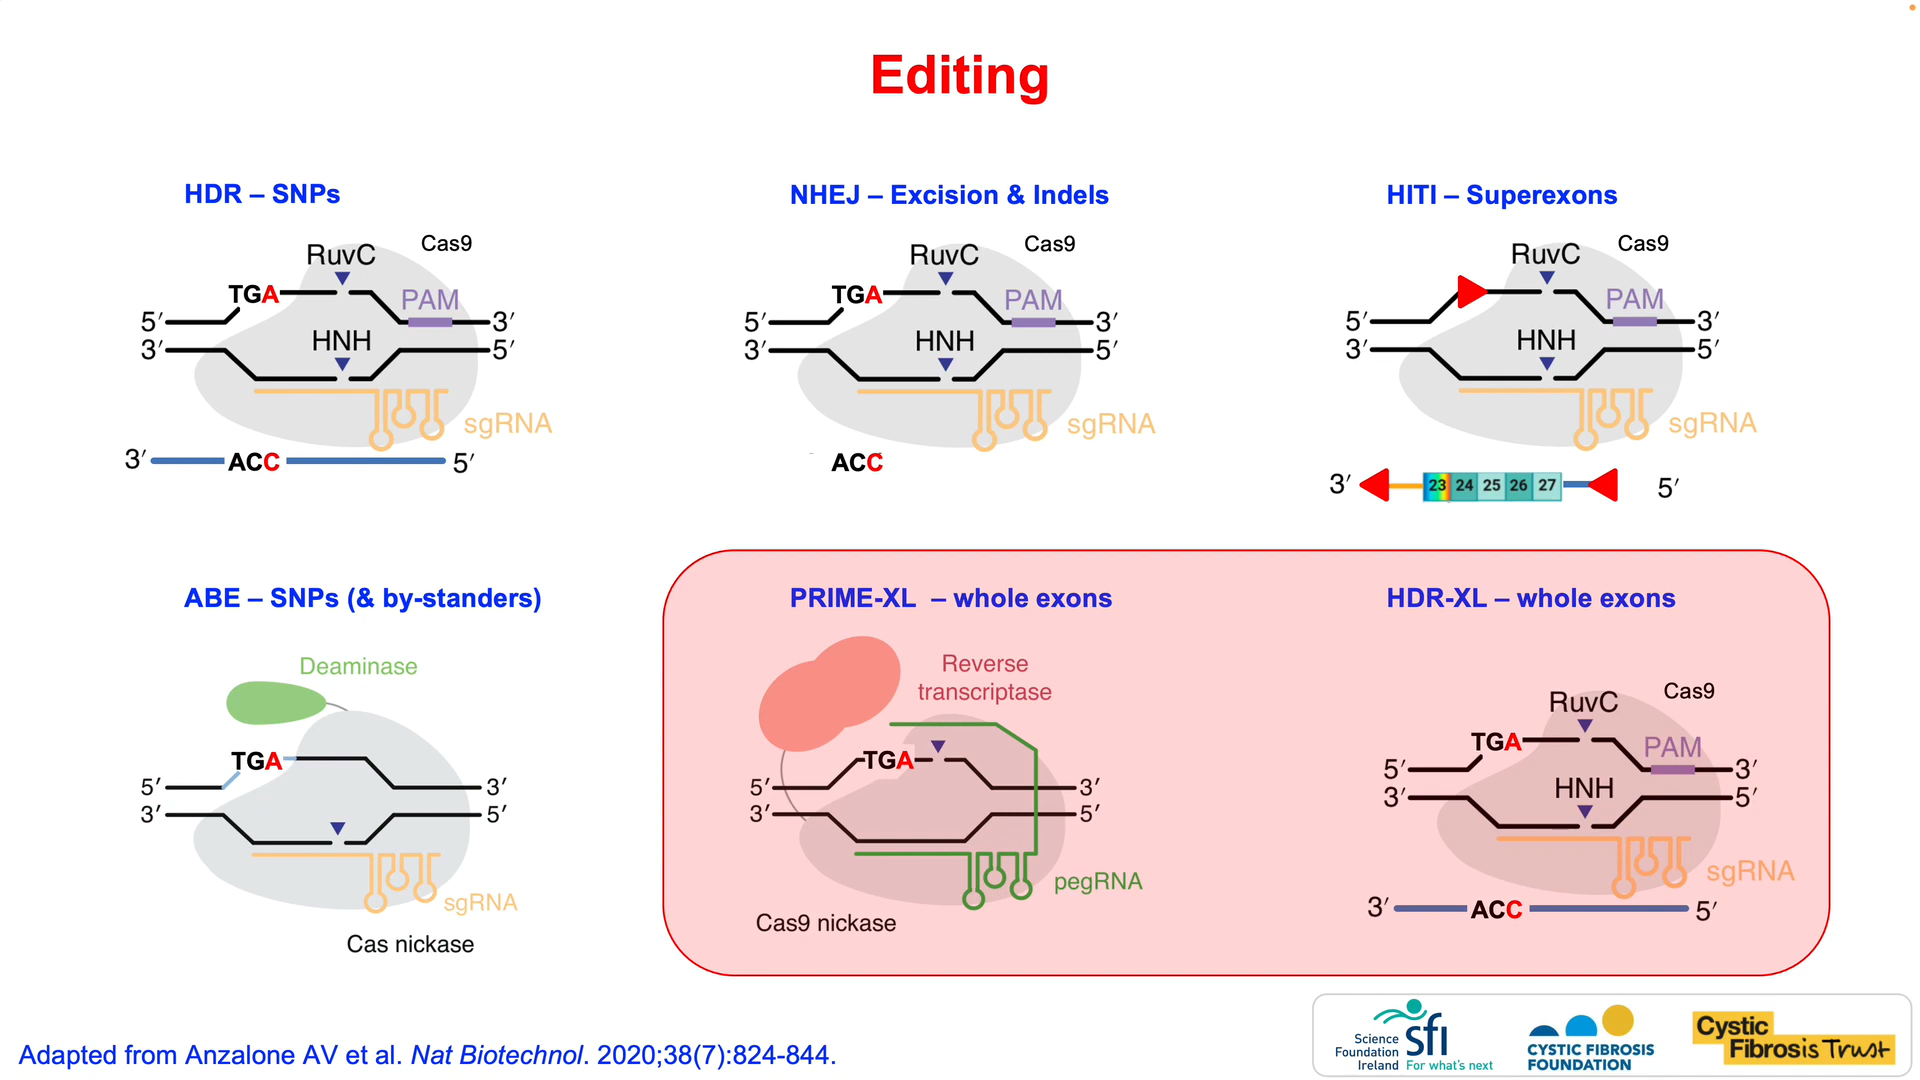 Editing
HDR – SNPs
RuvC
Cas9
TGA
PAM
5′
3′
HNH
3′
5′
sgRNA
3′
ACC
5′
NHEJ – Excision & Indels
RuvC
Cas9
TGA
PAM
5′
3′
HNH
3′
5′
sgRNA
ACC
HITI – Superexons
RuvC
Cas9
PAM
5′
3′
HNH
3′
5′
sgRNA
3′
23 24 25 26 27
5′
ABE – SNPs (& by-standers)
Deaminase
TGA
5′
3′
3′
5′
sgRNA
Cas nickase
PRIME-XL – whole exons
Reverse
transcriptase
TGA
5′
3′
3′
5′
pegRNA
Cas9 nickase
HDR-XL – whole exons
RuvC
Cas9
TGA
PAM
5′
3′
HNH
3′
5′
sgRNA
3′
ACC
5′
Adapted from Anzalone AV et al. Nat Biotechnol. 2020;38(7):824-844.
Science
Foundation
Ireland
sfi
For what's next
CYSTIC FIBROSIS
FOUNDATION
Cystic
Fibrosis Trust